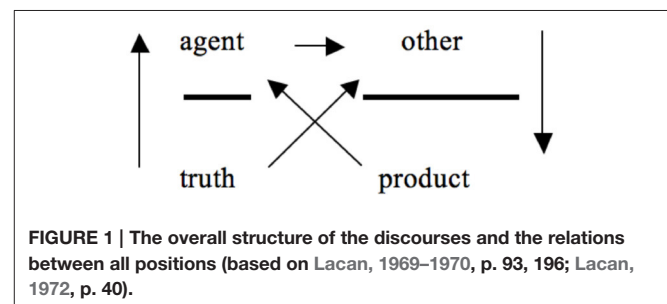 agent other
truth product
FIGURE 1 | The overall structure of the discourses and the relations
between all positions (based on Lacan, 1969–1970, p. 93, 196; Lacan,
1972, p. 40).